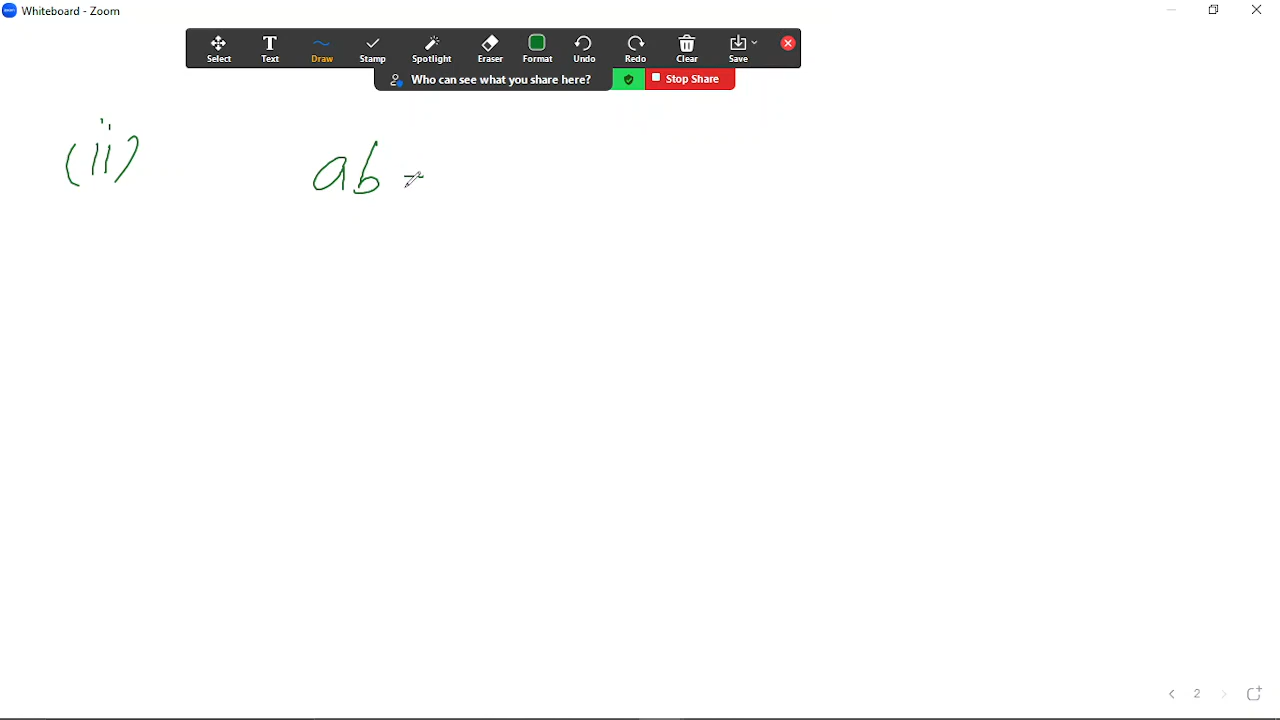 Whiteboard - Zoom
Select Text Draw Stamp Spotlight Eraser Format Undo Redo Clear Save
Who can see what you share here? Stop Share
(ii) ab
2